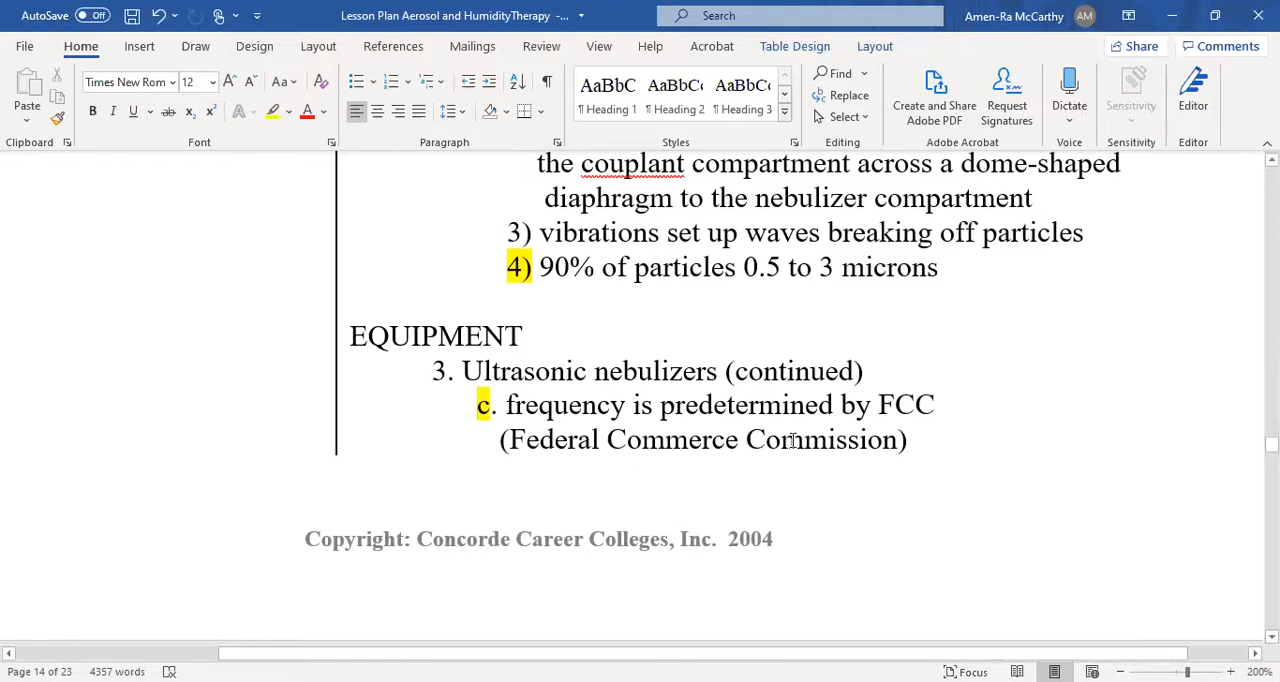 AutoSave Off Lesson Plan Aerosol and HumidityTherapy -... Search Amen-Ra McCarthy AM
File Home Insert Draw Design Layout References Mailings Review View Help Acrobat Table Design Layout Share Comments
Paste Times New Rom 12 Aa AaBbC AaBbC AaBbC Find Replace Select Create and Share Adobe PDF Request Signatures Dictate Sensitivity Editor
B I U ab x₂ x² A A ¶ Heading 1 ¶ Heading 2 ¶ Heading 3
Clipboard Font Paragraph Styles Editing Adobe Acrobat Voice Sensitivity Editor
the couplant compartment across a dome-shaped
diaphragm to the nebulizer compartment
3) vibrations set up waves breaking off particles
4) 90% of particles 0.5 to 3 microns
EQUIPMENT
3. Ultrasonic nebulizers (continued)
c. frequency is predetermined by FCC
(Federal Commerce Commission)
Copyright: Concorde Career Colleges, Inc. 2004
Page 14 of 23 4357 words Focus 200%